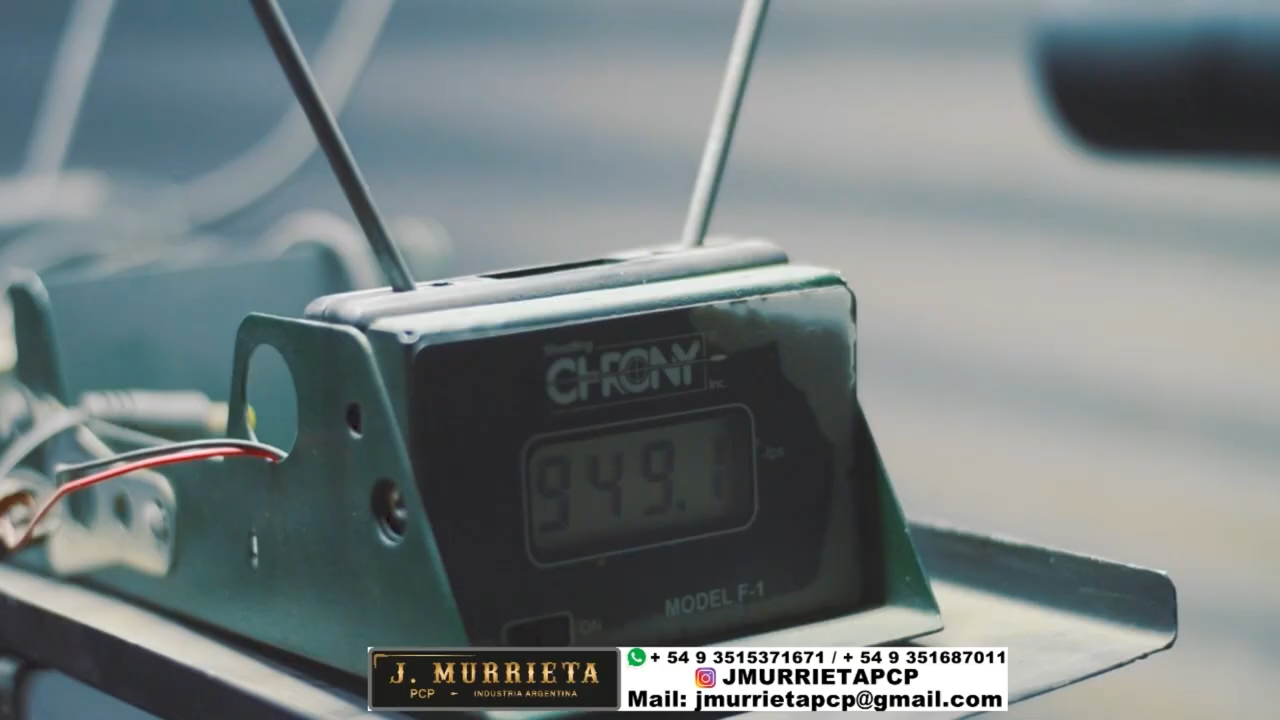 Shooting
CHRONY
Inc.
949.1
fps
MODEL F-1
On
J. MURRIETA
PCP
INDUSTRIA ARGENTINA
+ 54 9 3515371671 / + 54 9 351687011
JMURRIETAPCP
Mail: jmurrietapcp@gmail.com